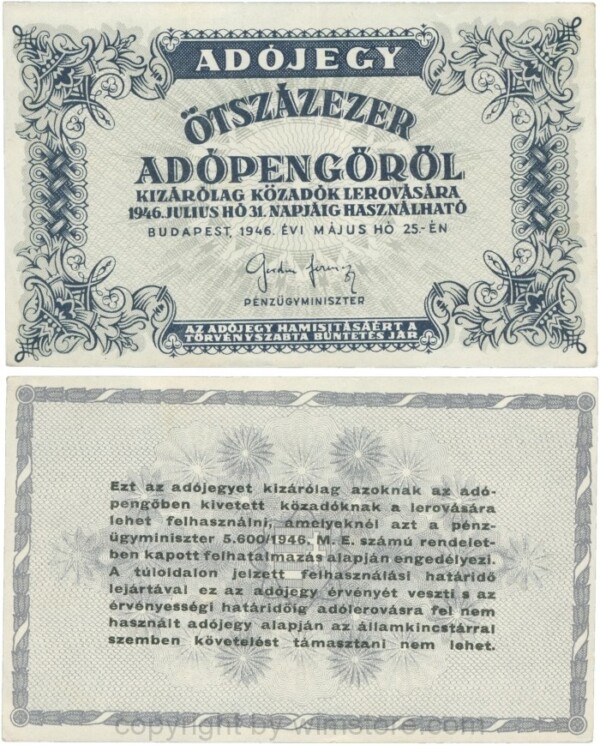 ADÓJEGY
ÖTSZÁZEZER
ADÓPENGŐRŐL
KIZÁRÓLAG KÖZADÓK LEROVÁSÁRA
1946. JULIUS HÓ 31. NAPJÁIG HASZNÁLHATÓ
BUDAPEST, 1946. ÉVI MÁJUS HÓ 25.-ÉN
PÉNZÜGYMINISZTER
AZ ADÓJEGY HAMISITÁSÁÉRT A
TÖRVÉNYSZABTA BÜNTETÉS JÁR
Ezt az adójegyet kizárólag azoknak az adó-
pengőben kivetett közadóknak a lerovására
lehet felhasználni, amelyeknél azt a pénz-
ügyminiszter 5.600/1946. M. E. számú rendelet-
ben kapott felhatalmazás alapján engedélyezi.
A túloldalon jelzett felhasználási határidő
lejártával ez az adójegy érvényét veszti s az
érvényességi határidőig adólerovásra fel nem
használt adójegy alapján az államkincstárral
szemben követelést támasztani nem lehet.
copyright by wimstore.com